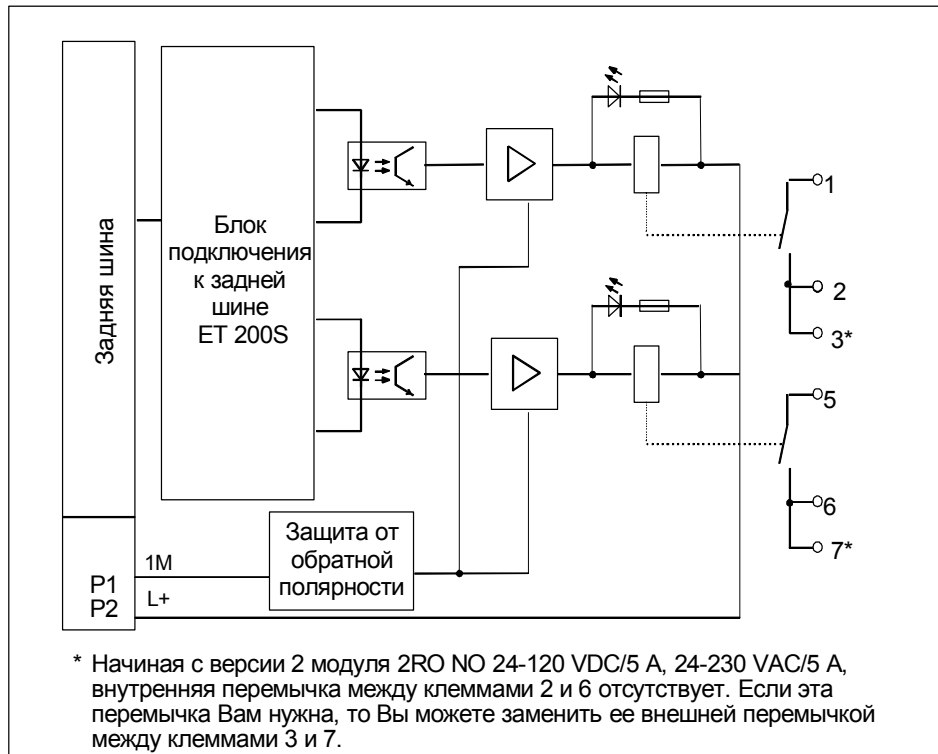 Задняя шина
Блок
подключения
к задней
шине
ET 200S
1
2
3*
5
6
7*
Защита от
обратной
полярности
1M
L+
P1
P2
* Начиная с версии 2 модуля 2RO NO 24-120 VDC/5 A, 24-230 VAC/5 A,
внутренняя перемычка между клеммами 2 и 6 отсутствует. Если эта
перемычка Вам нужна, то Вы можете заменить ее внешней перемычкой
между клеммами 3 и 7.